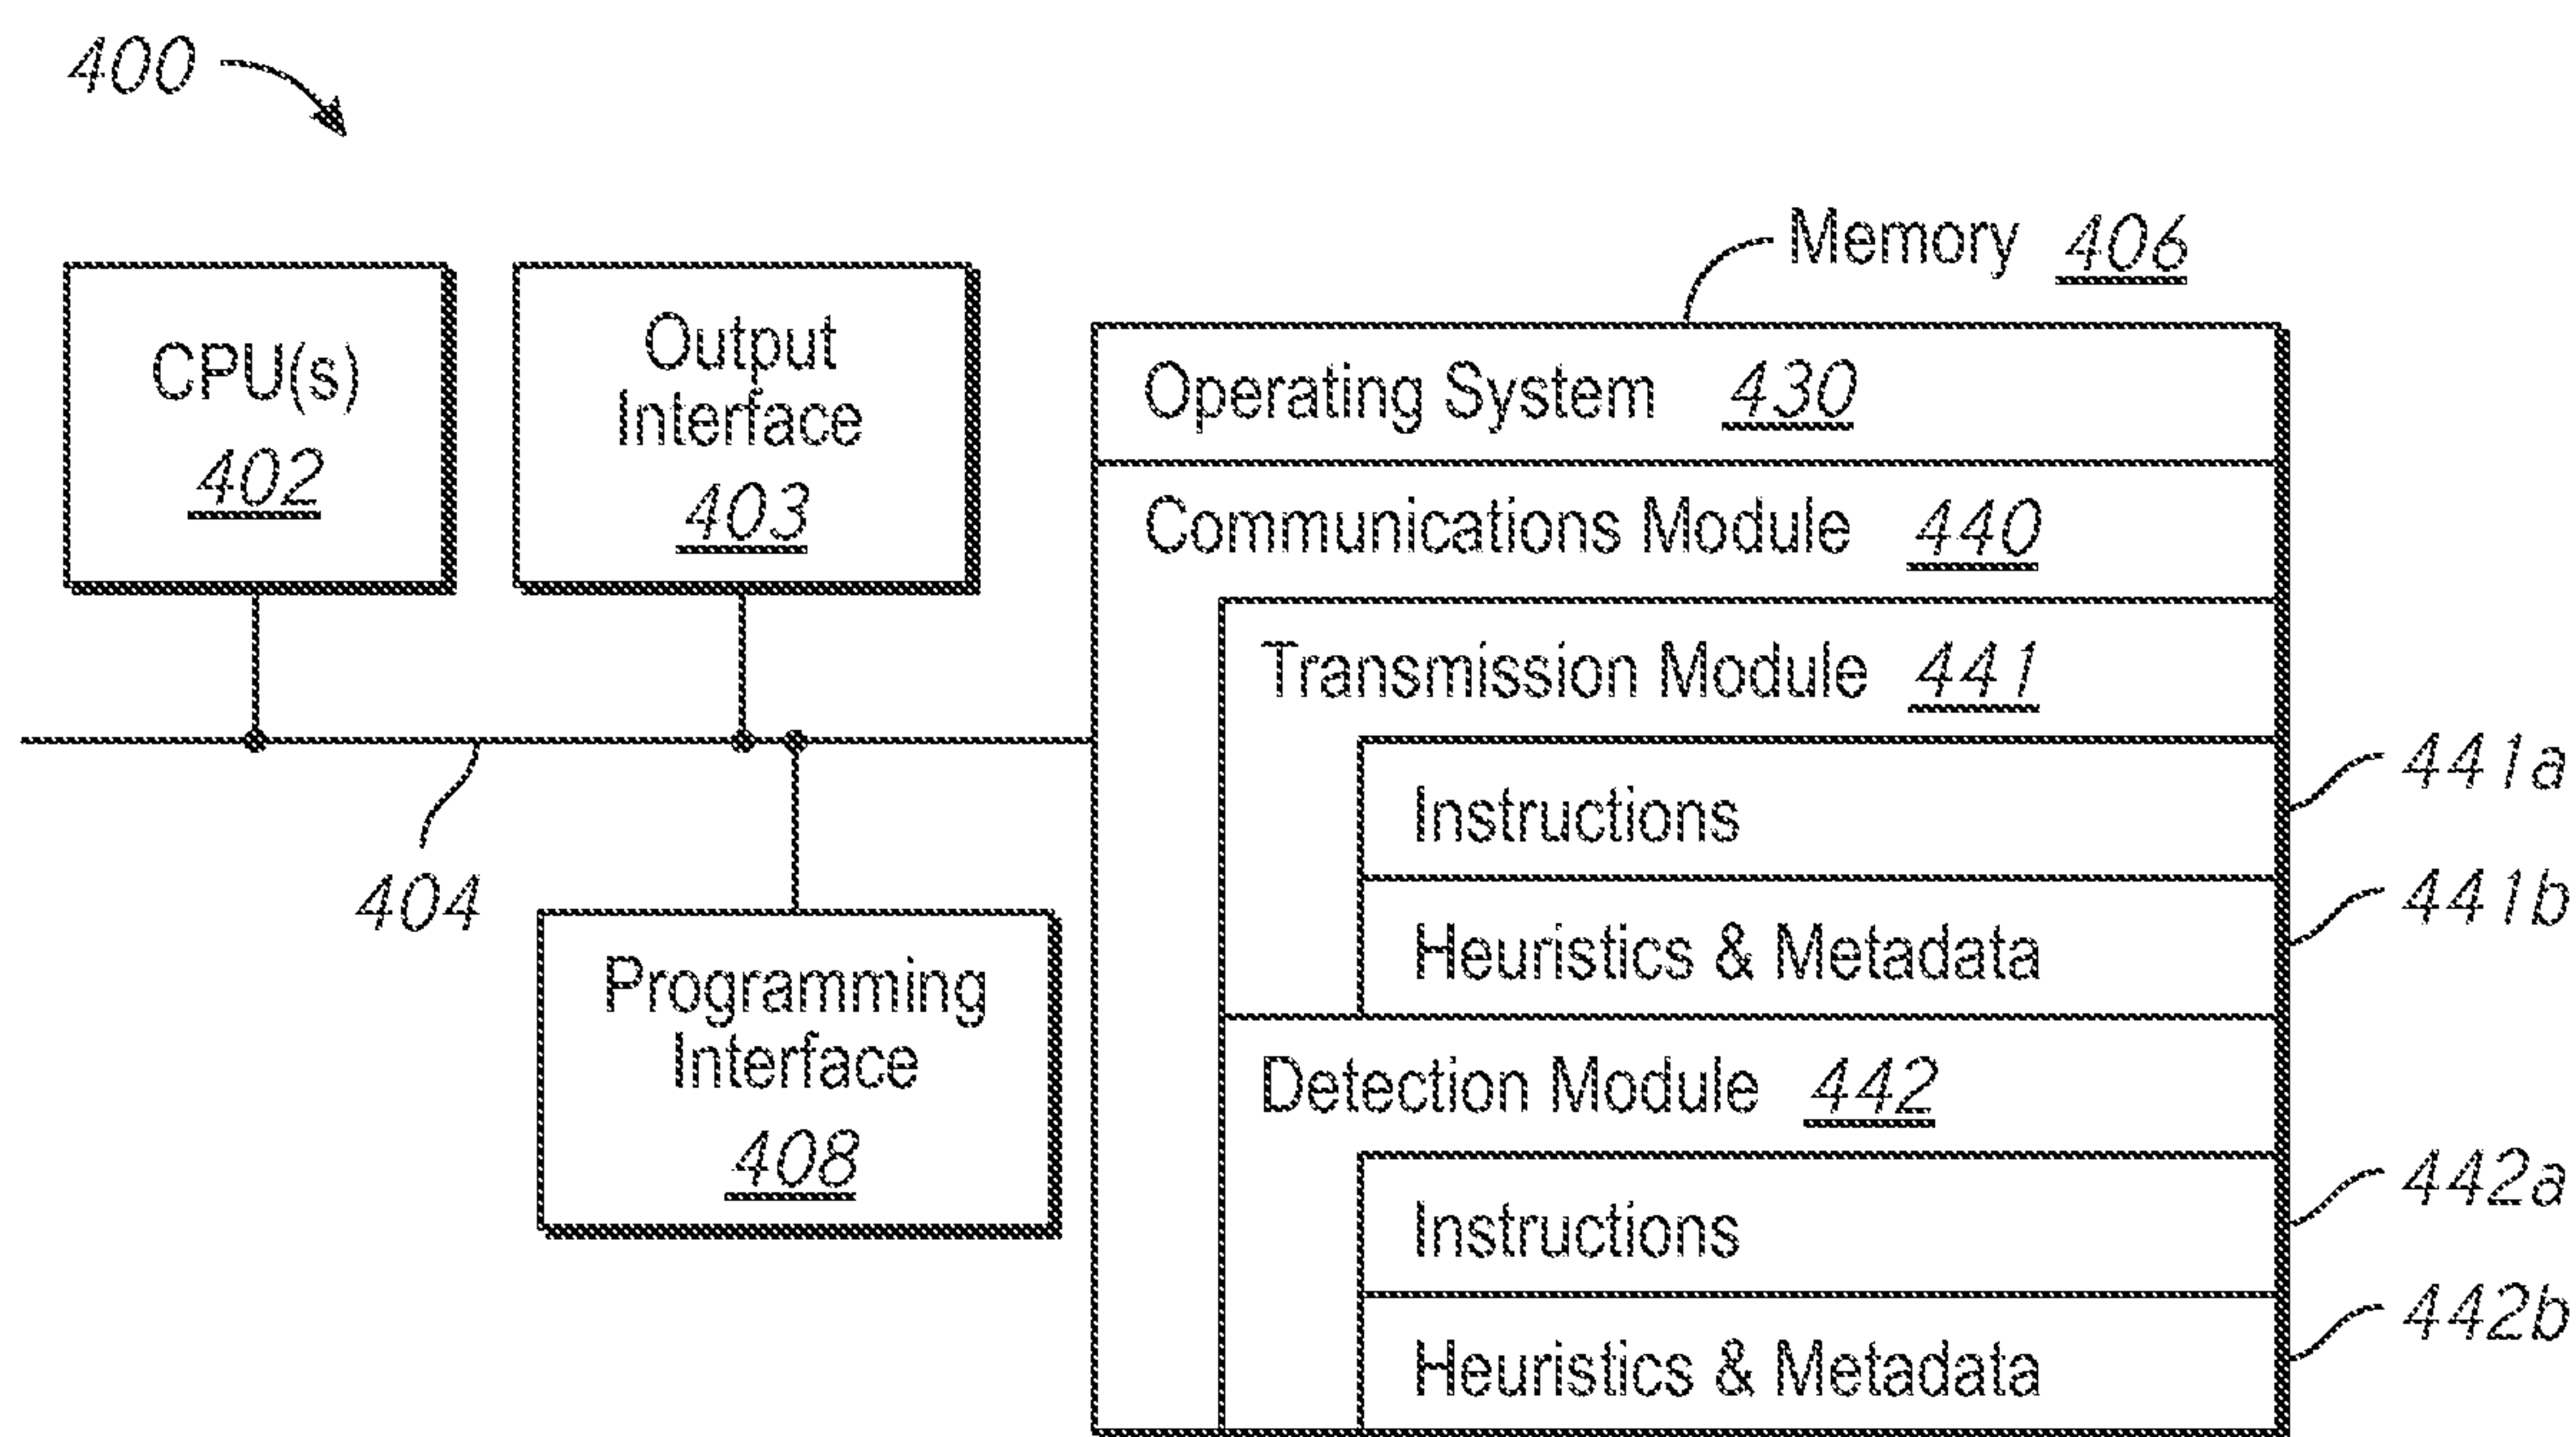 400
Memory 406
CPU(s)
402
Output
Interface
403
Operating System 430
Communications Module 440
Transmission Module 441
Instructions
441a
Heuristics & Metadata
441b
404
Programming
Interface
408
Detection Module 442
Instructions
442a
Heuristics & Metadata
442b